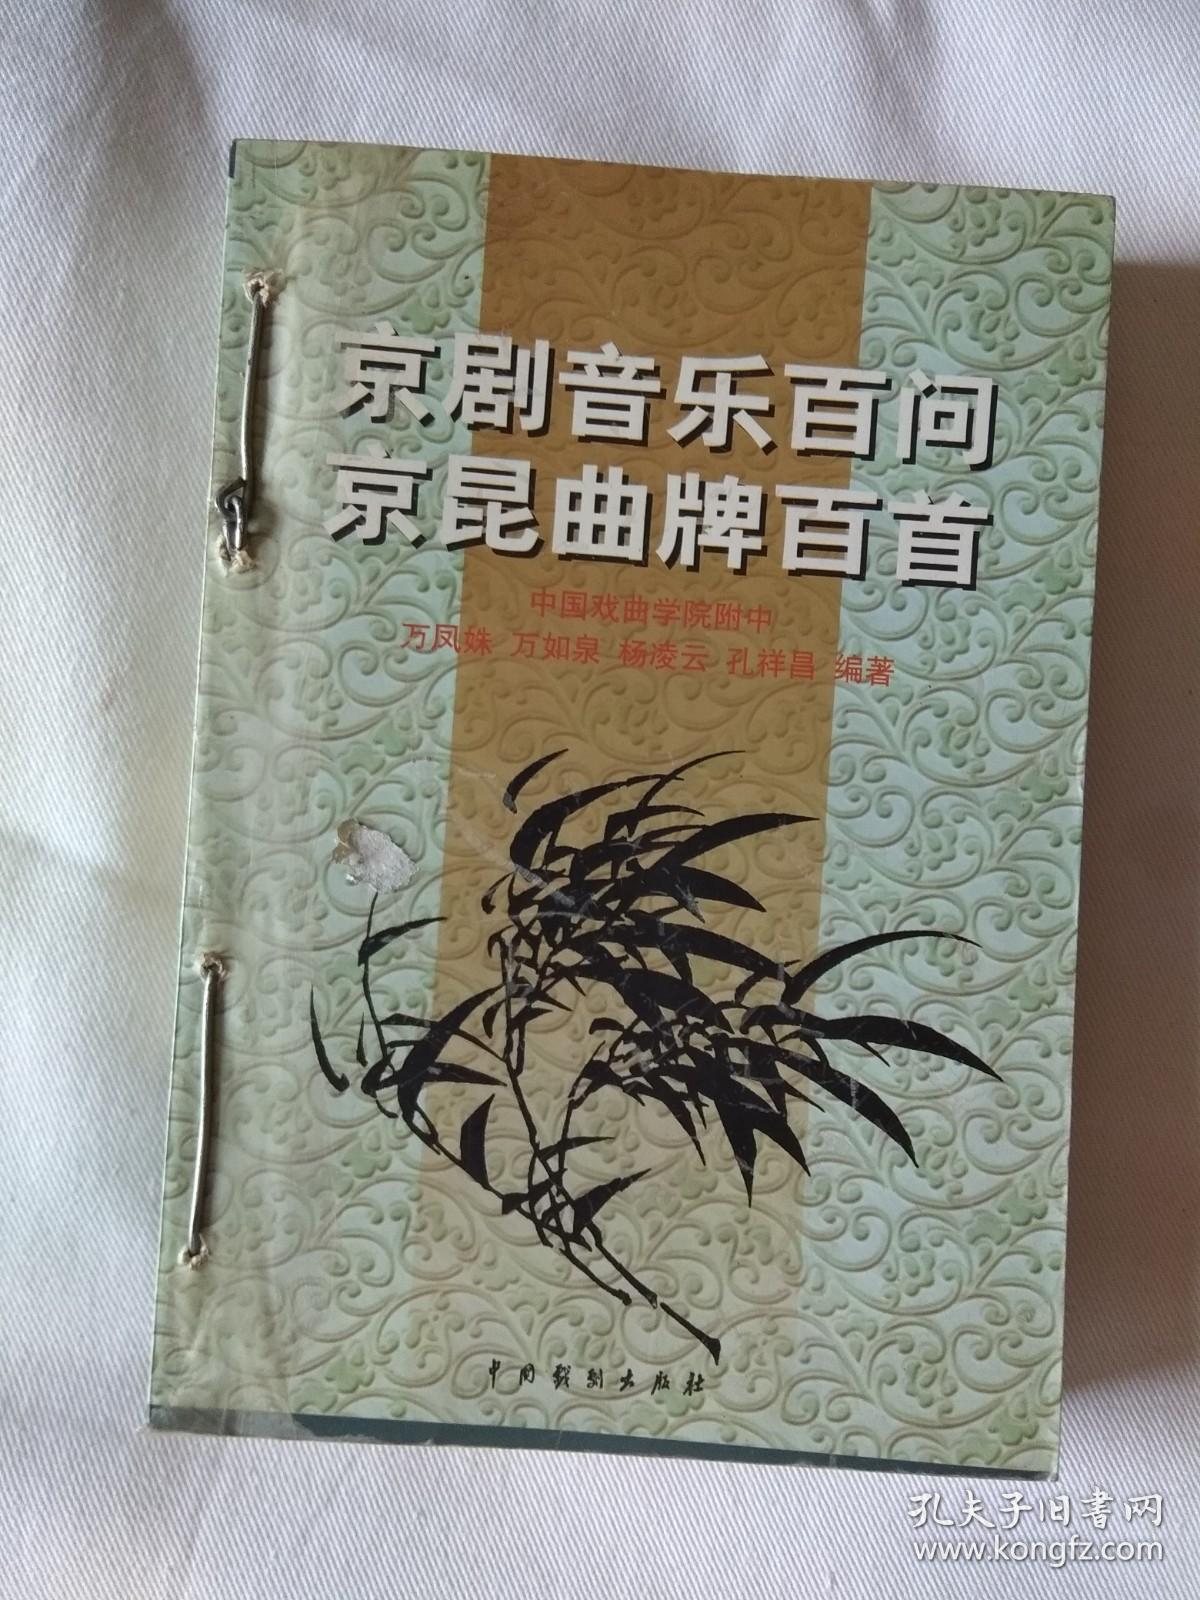 京剧音乐百问
京昆曲牌百首
中国戏曲学院附中
万凤姝 万如泉 杨凌云 孔祥昌 编著
中国戏剧出版社
孔夫子旧书网
www.kongfz.com